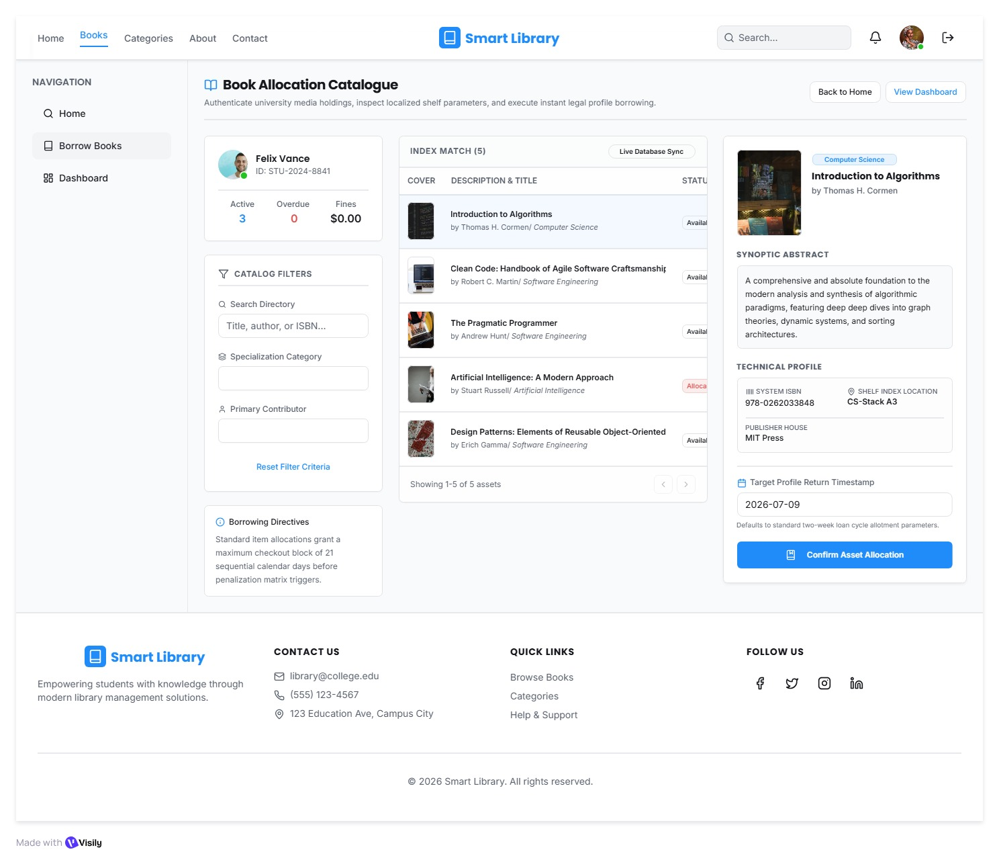 Home Books Categories About Contact
Smart Library
Search...
NAVIGATION
Home
Borrow Books
Dashboard
Book Allocation Catalogue
Authenticate university media holdings, inspect localized shelf parameters, and execute instant legal profile borrowing.
Back to Home
View Dashboard
Felix Vance
ID: STU-2024-8841
Active Overdue Fines
3 0 $0.00
CATALOG FILTERS
Search Directory
Title, author, or ISBN...
Specialization Category
Primary Contributor
Reset Filter Criteria
Borrowing Directives
Standard item allocations grant a
maximum checkout block of 21
sequential calendar days before
penalization matrix triggers.
INDEX MATCH (5)
Live Database Sync
COVER DESCRIPTION & TITLE STATU
Introduction to Algorithms
by Thomas H. Cormen/ Computer Science
Availal
Clean Code: Handbook of Agile Software Craftsmanship
by Robert C. Martin/ Software Engineering
Availal
The Pragmatic Programmer
by Andrew Hunt/ Software Engineering
Availal
Artificial Intelligence: A Modern Approach
by Stuart Russell/ Artificial Intelligence
Alloca
Design Patterns: Elements of Reusable Object-Oriented
by Erich Gamma/ Software Engineering
Availal
Showing 1-5 of 5 assets
Computer Science
Introduction to Algorithms
by Thomas H. Cormen
SYNOPTIC ABSTRACT
A comprehensive and absolute foundation to the
modern analysis and synthesis of algorithmic
paradigms, featuring deep deep dives into graph
theories, dynamic systems, and sorting
architectures.
TECHNICAL PROFILE
SYSTEM ISBN
978-0262033848
SHELF INDEX LOCATION
CS-Stack A3
PUBLISHER HOUSE
MIT Press
Target Profile Return Timestamp
2026-07-09
Defaults to standard two-week loan cycle allotment parameters.
Confirm Asset Allocation
Smart Library
Empowering students with knowledge through
modern library management solutions.
CONTACT US
library@college.edu
(555) 123-4567
123 Education Ave, Campus City
QUICK LINKS
Browse Books
Categories
Help & Support
FOLLOW US
© 2026 Smart Library. All rights reserved.
Made with Visily